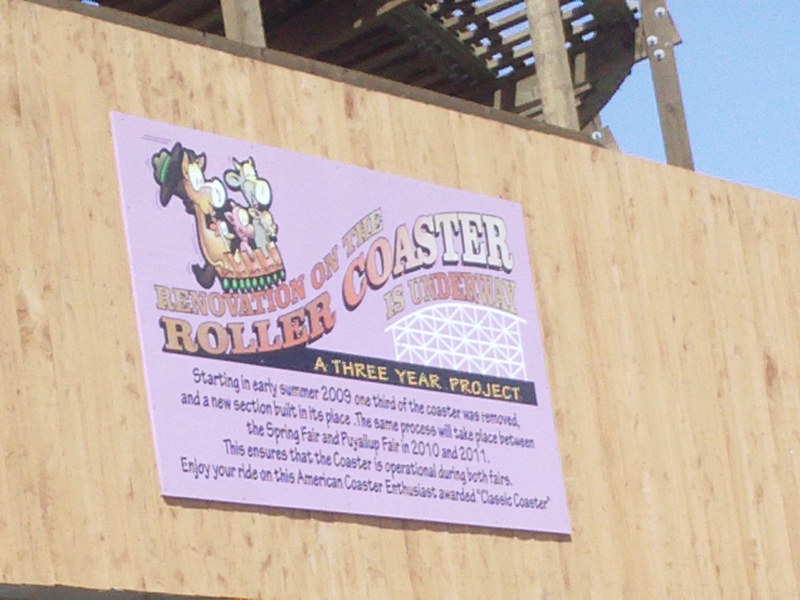 RENOVATION ON THE
ROLLER COASTER
IS UNDERWAY
A THREE YEAR PROJECT
Starting in early summer 2009 one third of the coaster was removed,
and a new section built in its place .The same process will take place between
the Spring Fair and Puyallup Fair in 2010 and 2011.
This ensures that the Coaster is operational during both fairs.
Enjoy your ride on this American Coaster Enthusiast awarded "Classic Coaster"